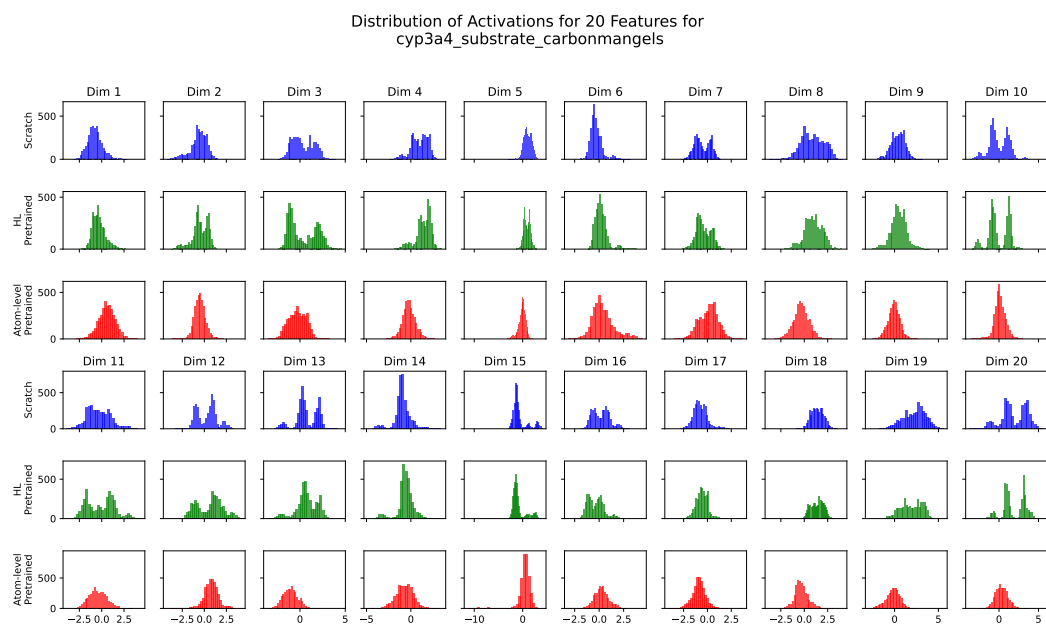 Distribution of Activations for 20 Features for
cyp3a4_substrate_carbonmangels
Dim 1 Dim 2 Dim 3 Dim 4 Dim 5 Dim 6 Dim 7 Dim 8 Dim 9 Dim 10
Scratch
500
0
HL
Pretrained
500
0
Atom-level
Pretrained
500
0
Dim 11 Dim 12 Dim 13 Dim 14 Dim 15 Dim 16 Dim 17 Dim 18 Dim 19 Dim 20
Scratch
500
0
HL
Pretrained
500
0
Atom-level
Pretrained
500
0
−2.5 0.0 2.5 −2.5 0.0 2.5 0 5 −5 0 −10 0 −2.5 0.0 2.5 −2.5 0.0 2.5 −2.5 0.0 2.5 0 5 0 5